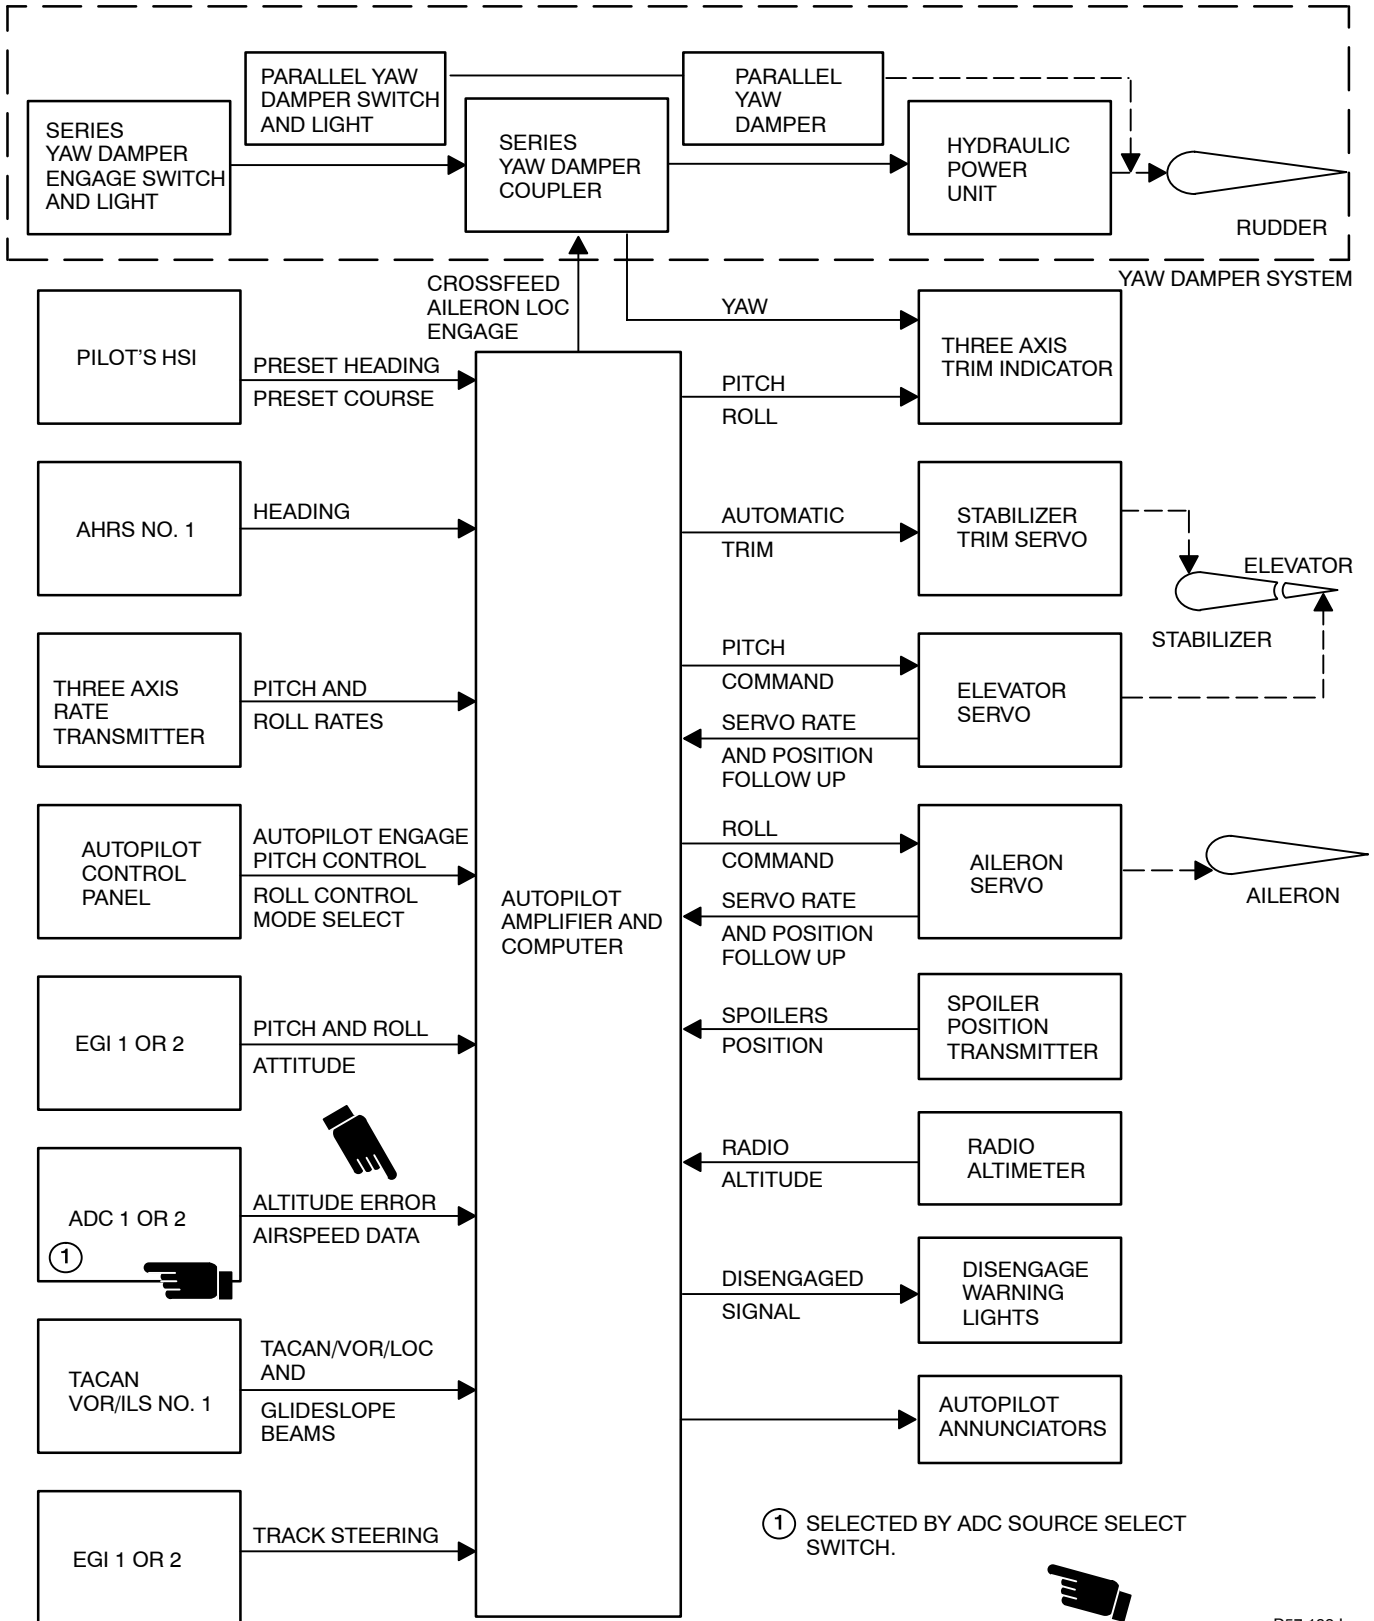 PARALLEL YAW
DAMPER SWITCH
AND LIGHT
PARALLEL
YAW
DAMPER
SERIES
YAW DAMPER
ENGAGE SWITCH
AND LIGHT
SERIES
YAW DAMPER
COUPLER
HYDRAULIC
POWER
UNIT
RUDDER
YAW DAMPER SYSTEM
CROSSFEED
AILERON LOC
ENGAGE
YAW
THREE AXIS
TRIM INDICATOR
PILOT'S HSI
PRESET HEADING
PRESET COURSE
PITCH
ROLL
AHRS NO. 1
HEADING
AUTOMATIC
TRIM
STABILIZER
TRIM SERVO
ELEVATOR
STABILIZER
THREE AXIS
RATE
TRANSMITTER
PITCH AND
ROLL RATES
PITCH
COMMAND
SERVO RATE
AND POSITION
FOLLOW UP
ELEVATOR
SERVO
AUTOPILOT
CONTROL
PANEL
AUTOPILOT ENGAGE
PITCH CONTROL
ROLL CONTROL
MODE SELECT
AUTOPILOT
AMPLIFIER AND
COMPUTER
ROLL
COMMAND
SERVO RATE
AND POSITION
FOLLOW UP
AILERON
SERVO
AILERON
EGI 1 OR 2
PITCH AND ROLL
ATTITUDE
SPOILERS
POSITION
SPOILER
POSITION
TRANSMITTER
RADIO
ALTITUDE
RADIO
ALTIMETER
ADC 1 OR 2
1
ALTITUDE ERROR
AIRSPEED DATA
DISENGAGED
SIGNAL
DISENGAGE
WARNING
LIGHTS
TACAN
VOR/ILS NO. 1
TACAN/VOR/LOC
AND
GLIDESLOPE
BEAMS
AUTOPILOT
ANNUNCIATORS
EGI 1 OR 2
TRACK STEERING
1 SELECTED BY ADC SOURCE SELECT
SWITCH.